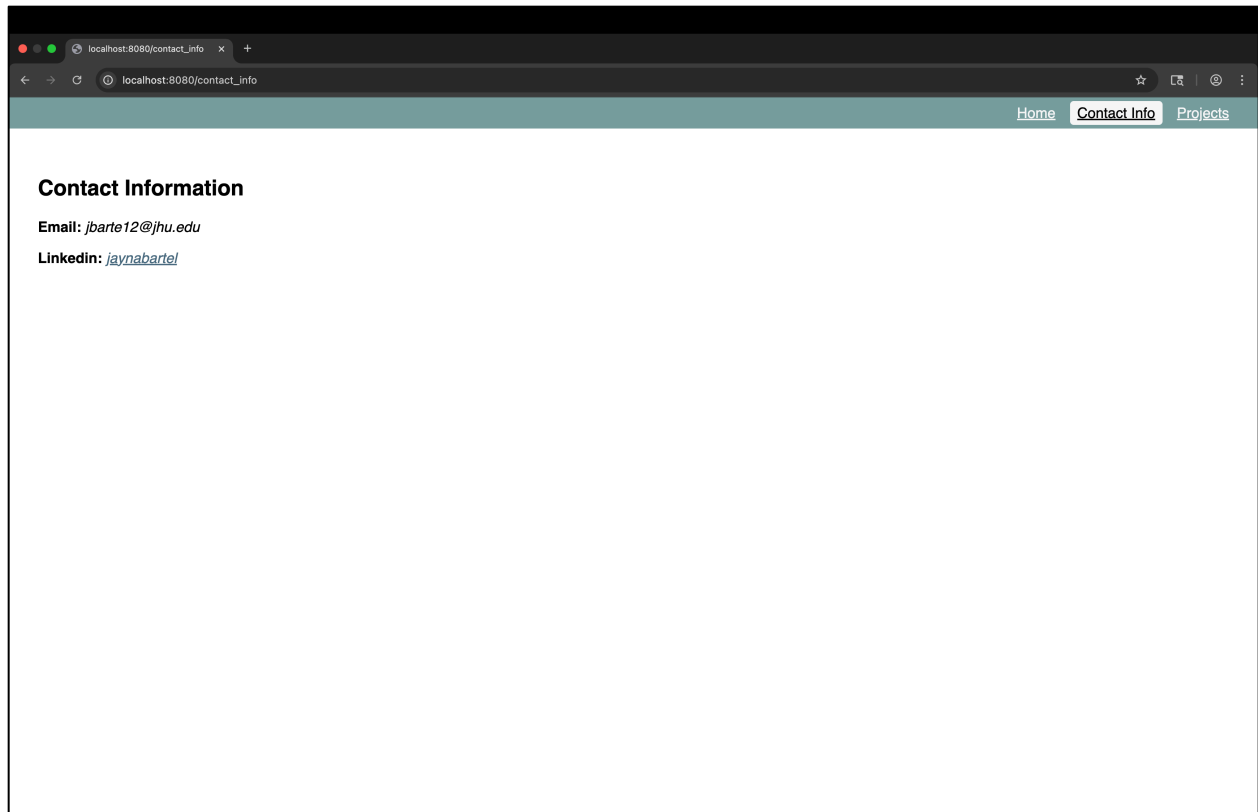 localhost:8080/contact_info
localhost:8080/contact_info
Home Contact Info Projects
Contact Information
Email: jbarte12@jhu.edu
Linkedin: jaynabartel